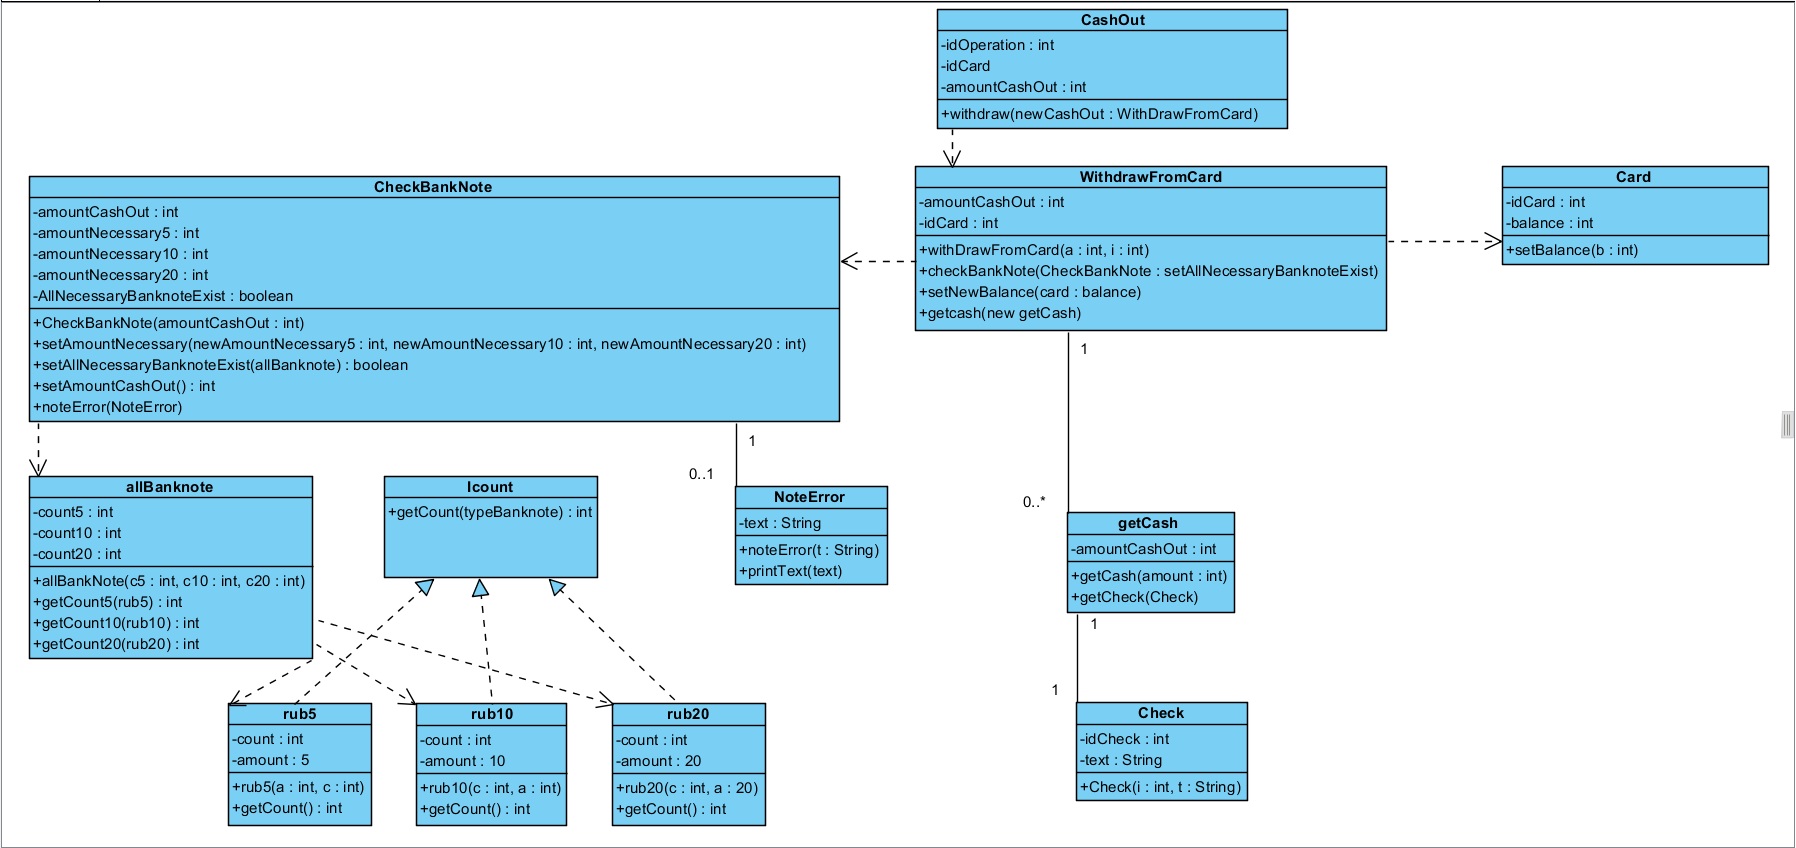 CashOut
-idOperation : int
-idCard
-amountCashOut : int
+withdraw(newCashOut : WithDrawFromCard)
CheckBankNote
-amountCashOut : int
-amountNecessary5 : int
-amountNecessary10 : int
-amountNecessary20 : int
-AllNecessaryBanknoteExist : boolean
+CheckBankNote(amountCashOut : int)
+setAmountNecessary(newAmountNecessary5 : int, newAmountNecessary10 : int, newAmountNecessary20 : int)
+setAllNecessaryBanknoteExist(allBanknote) : boolean
+setAmountCashOut() : int
+noteError(NoteError)
WithdrawFromCard
-amountCashOut : int
-idCard : int
+withDrawFromCard(a : int, i : int)
+checkBankNote(CheckBankNote : setAllNecessaryBanknoteExist)
+setNewBalance(card : balance)
+getcash(new getCash)
Card
-idCard : int
-balance : int
+setBalance(b : int)
1
0..*
1
0..1
allBanknote
-count5 : int
-count10 : int
-count20 : int
+allBankNote(c5 : int, c10 : int, c20 : int)
+getCount5(rub5) : int
+getCount10(rub10) : int
+getCount20(rub20) : int
Icount
+getCount(typeBanknote) : int
NoteError
-text : String
+noteError(t : String)
+printText(text)
getCash
-amountCashOut : int
+getCash(amount : int)
+getCheck(Check)
1
1
rub5
-count : int
-amount : 5
+rub5(a : int, c : int)
+getCount() : int
rub10
-count : int
-amount : 10
+rub10(c : int, a : int)
+getCount() : int
rub20
-count : int
-amount : 20
+rub20(c : int, a : 20)
+getCount() : int
Check
-idCheck : int
-text : String
+Check(i : int, t : String)